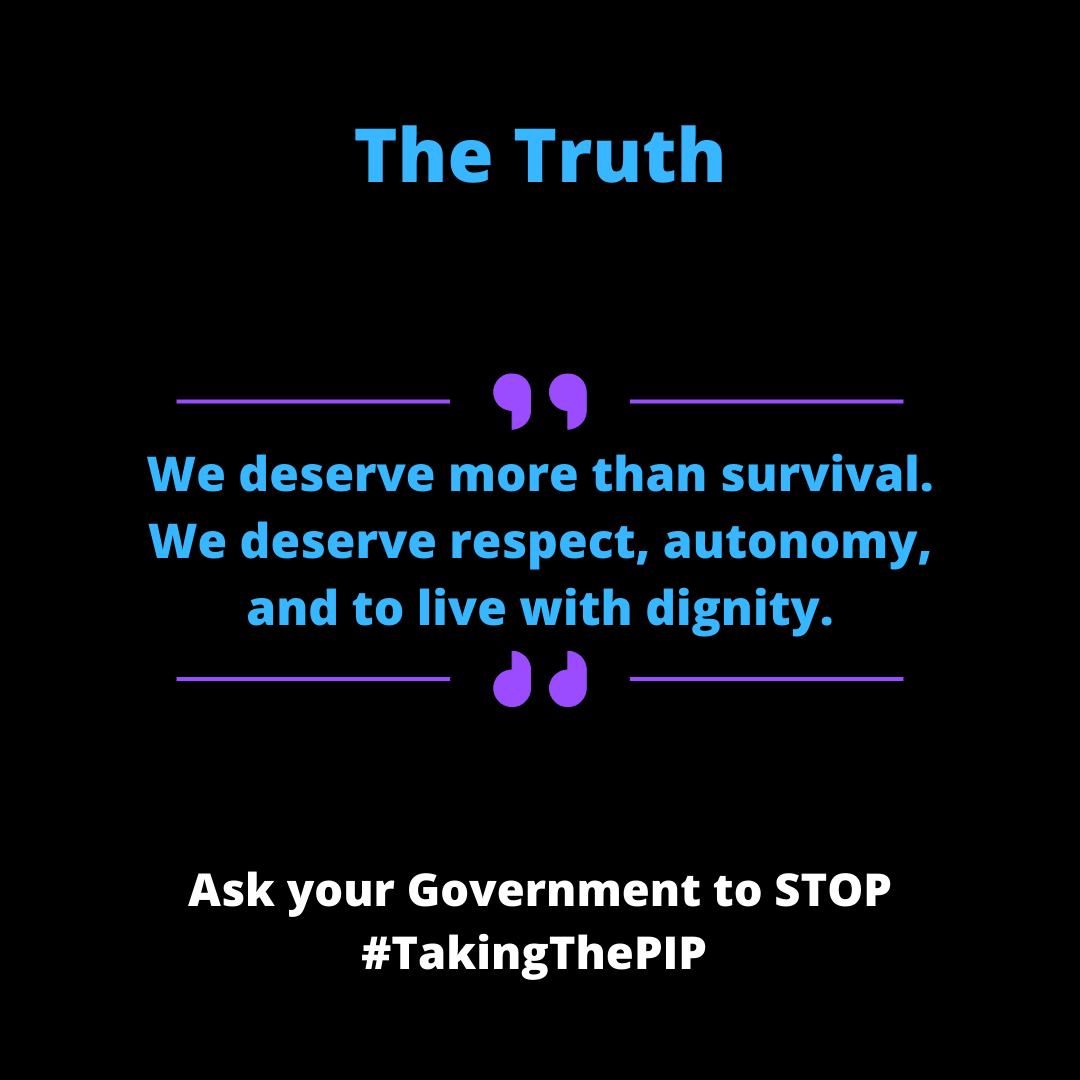 The Truth
We deserve more than survival.
We deserve respect, autonomy,
and to live with dignity.
Ask your Government to STOP
#TakingThePIP